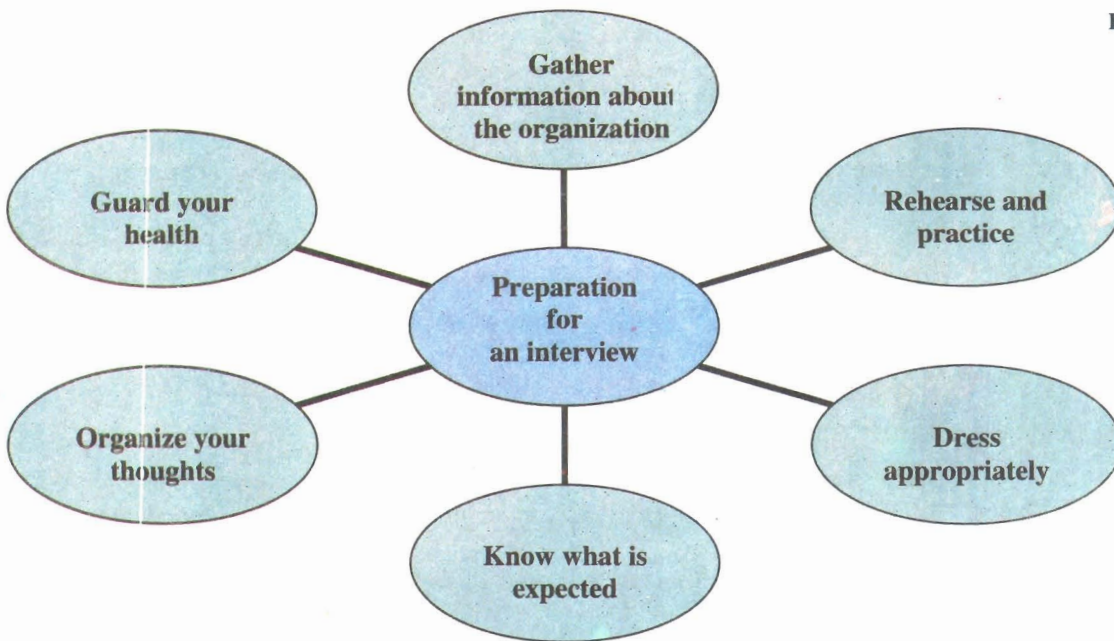 Gather
information about
the organization
Guard your
health
Rehearse and
practice
Preparation
for
an interview
Organize your
thoughts
Dress
appropriately
Know what is
expected